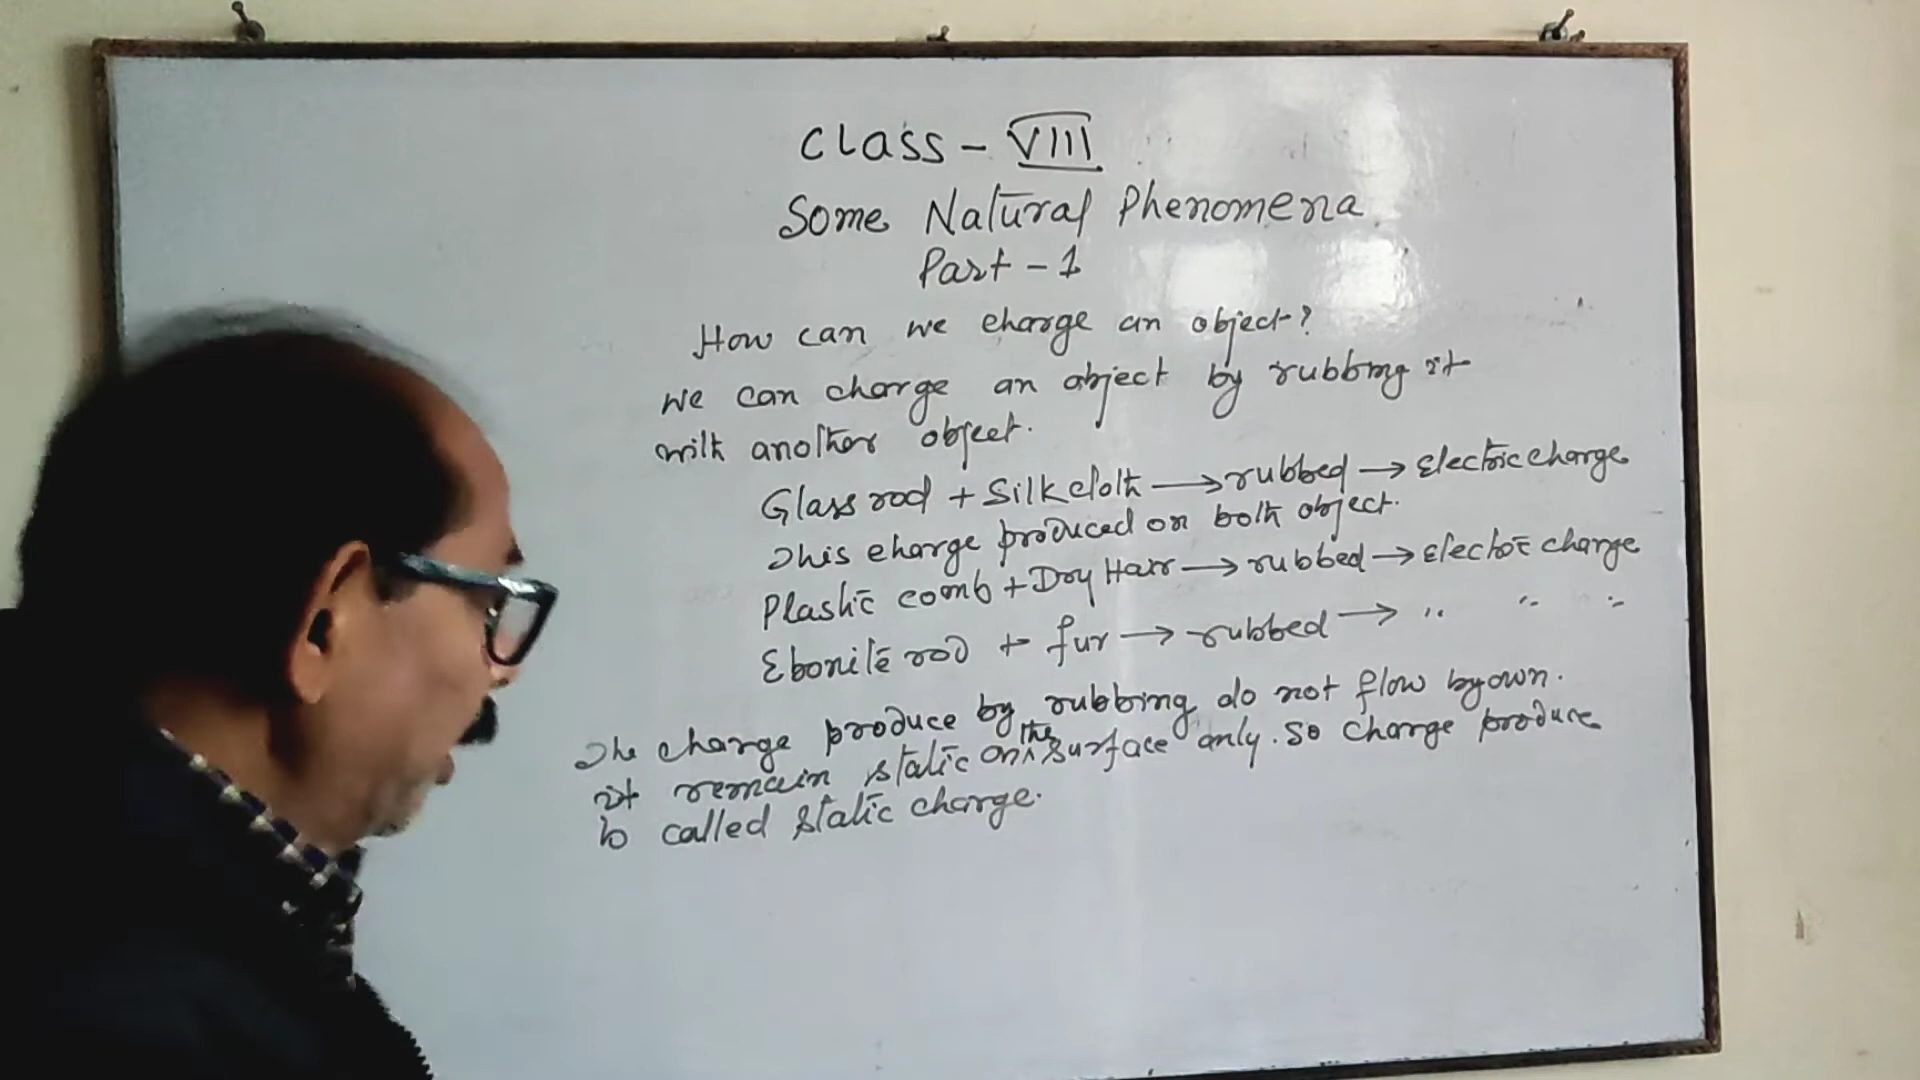 Class - VIII
Some Natural Phenomena
Part - 1
How can we charge an object?
We can charge an object by rubbing it
with another object.
Glass rod + Silk cloth → rubbed → Electric charge
This charge produced on both object.
Plastic comb + Dry Hair → rubbed → Electric charge
Ebonite rod + fur → rubbed → " " "
The charge produce by rubbing do not flow by own.
it remain static on the surface only. So charge produce
is called static charge.